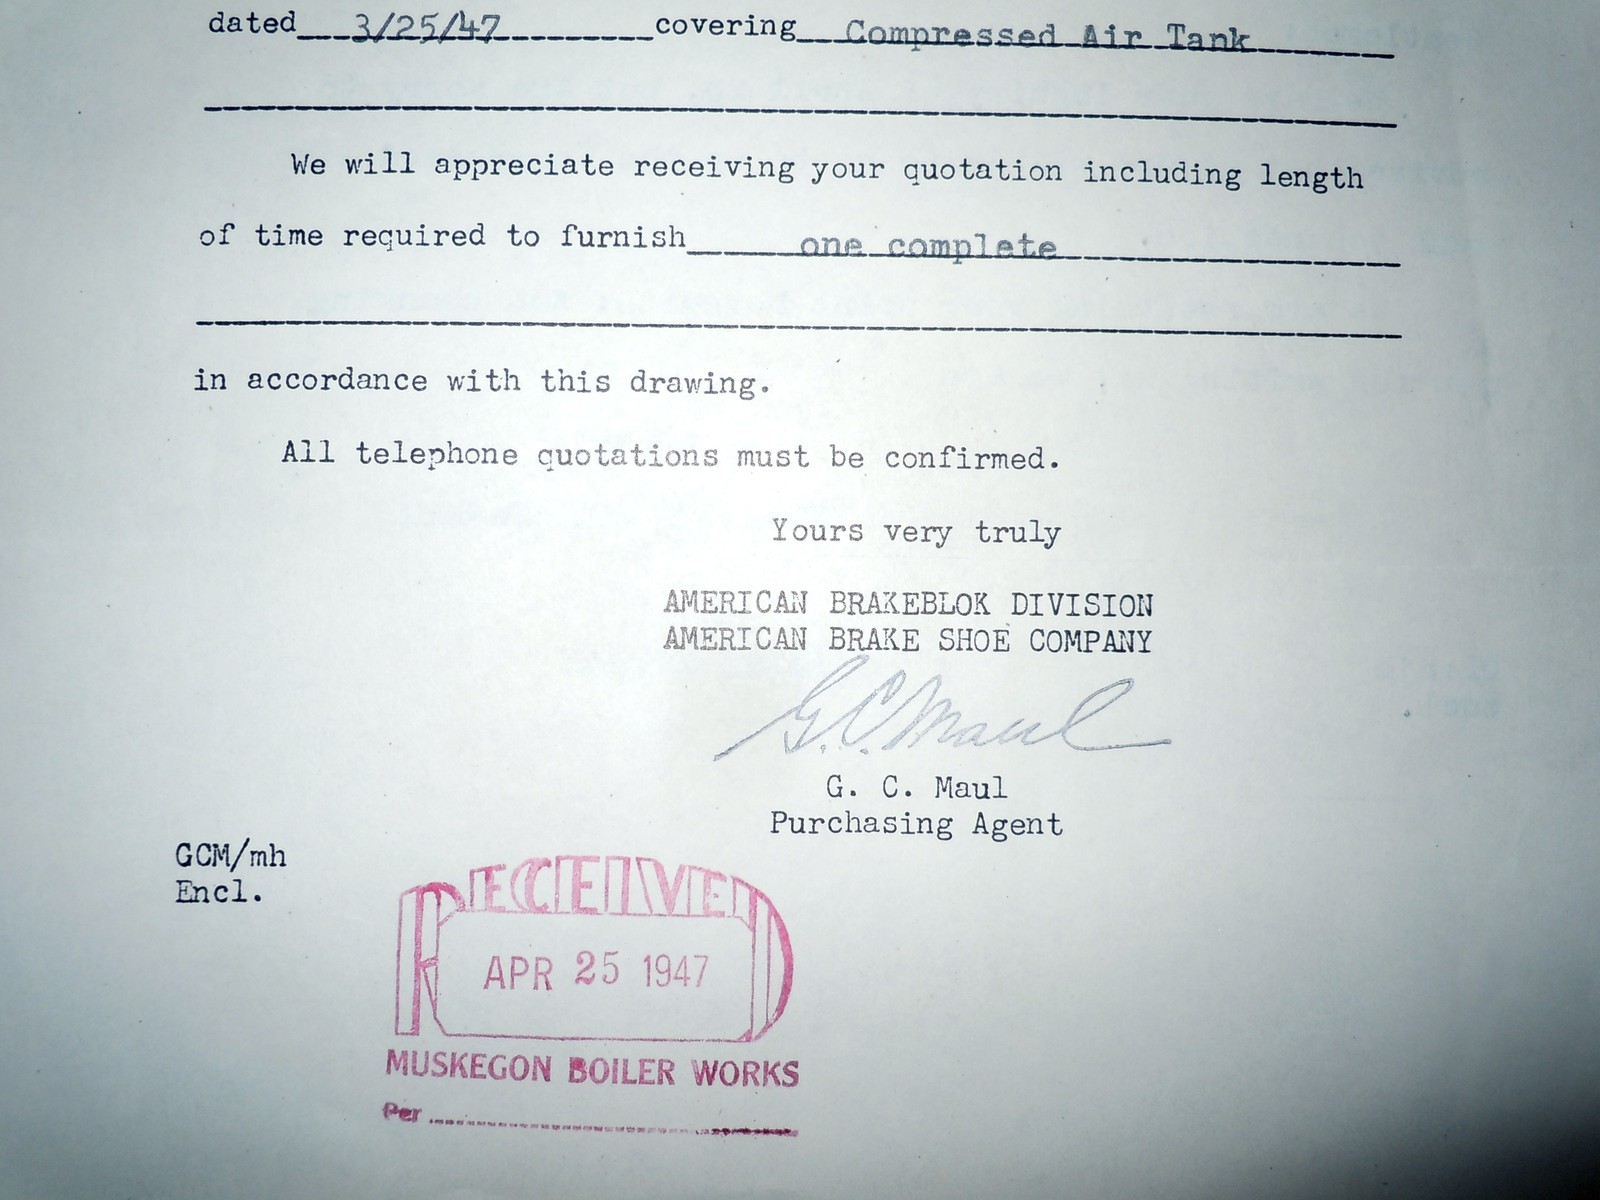 dated 3/25/47 covering Compressed Air Tank
We will appreciate receiving your quotation including length
of time required to furnish one complete
in accordance with this drawing.
All telephone quotations must be confirmed.
Yours very truly
AMERICAN BRAKEBLOK DIVISION
AMERICAN BRAKE SHOE COMPANY
G. C. Maul
G. C. Maul
Purchasing Agent
GCM/mh
Encl.
RECEIVED
APR 25 1947
MUSKEGON BOILER WORKS
Per